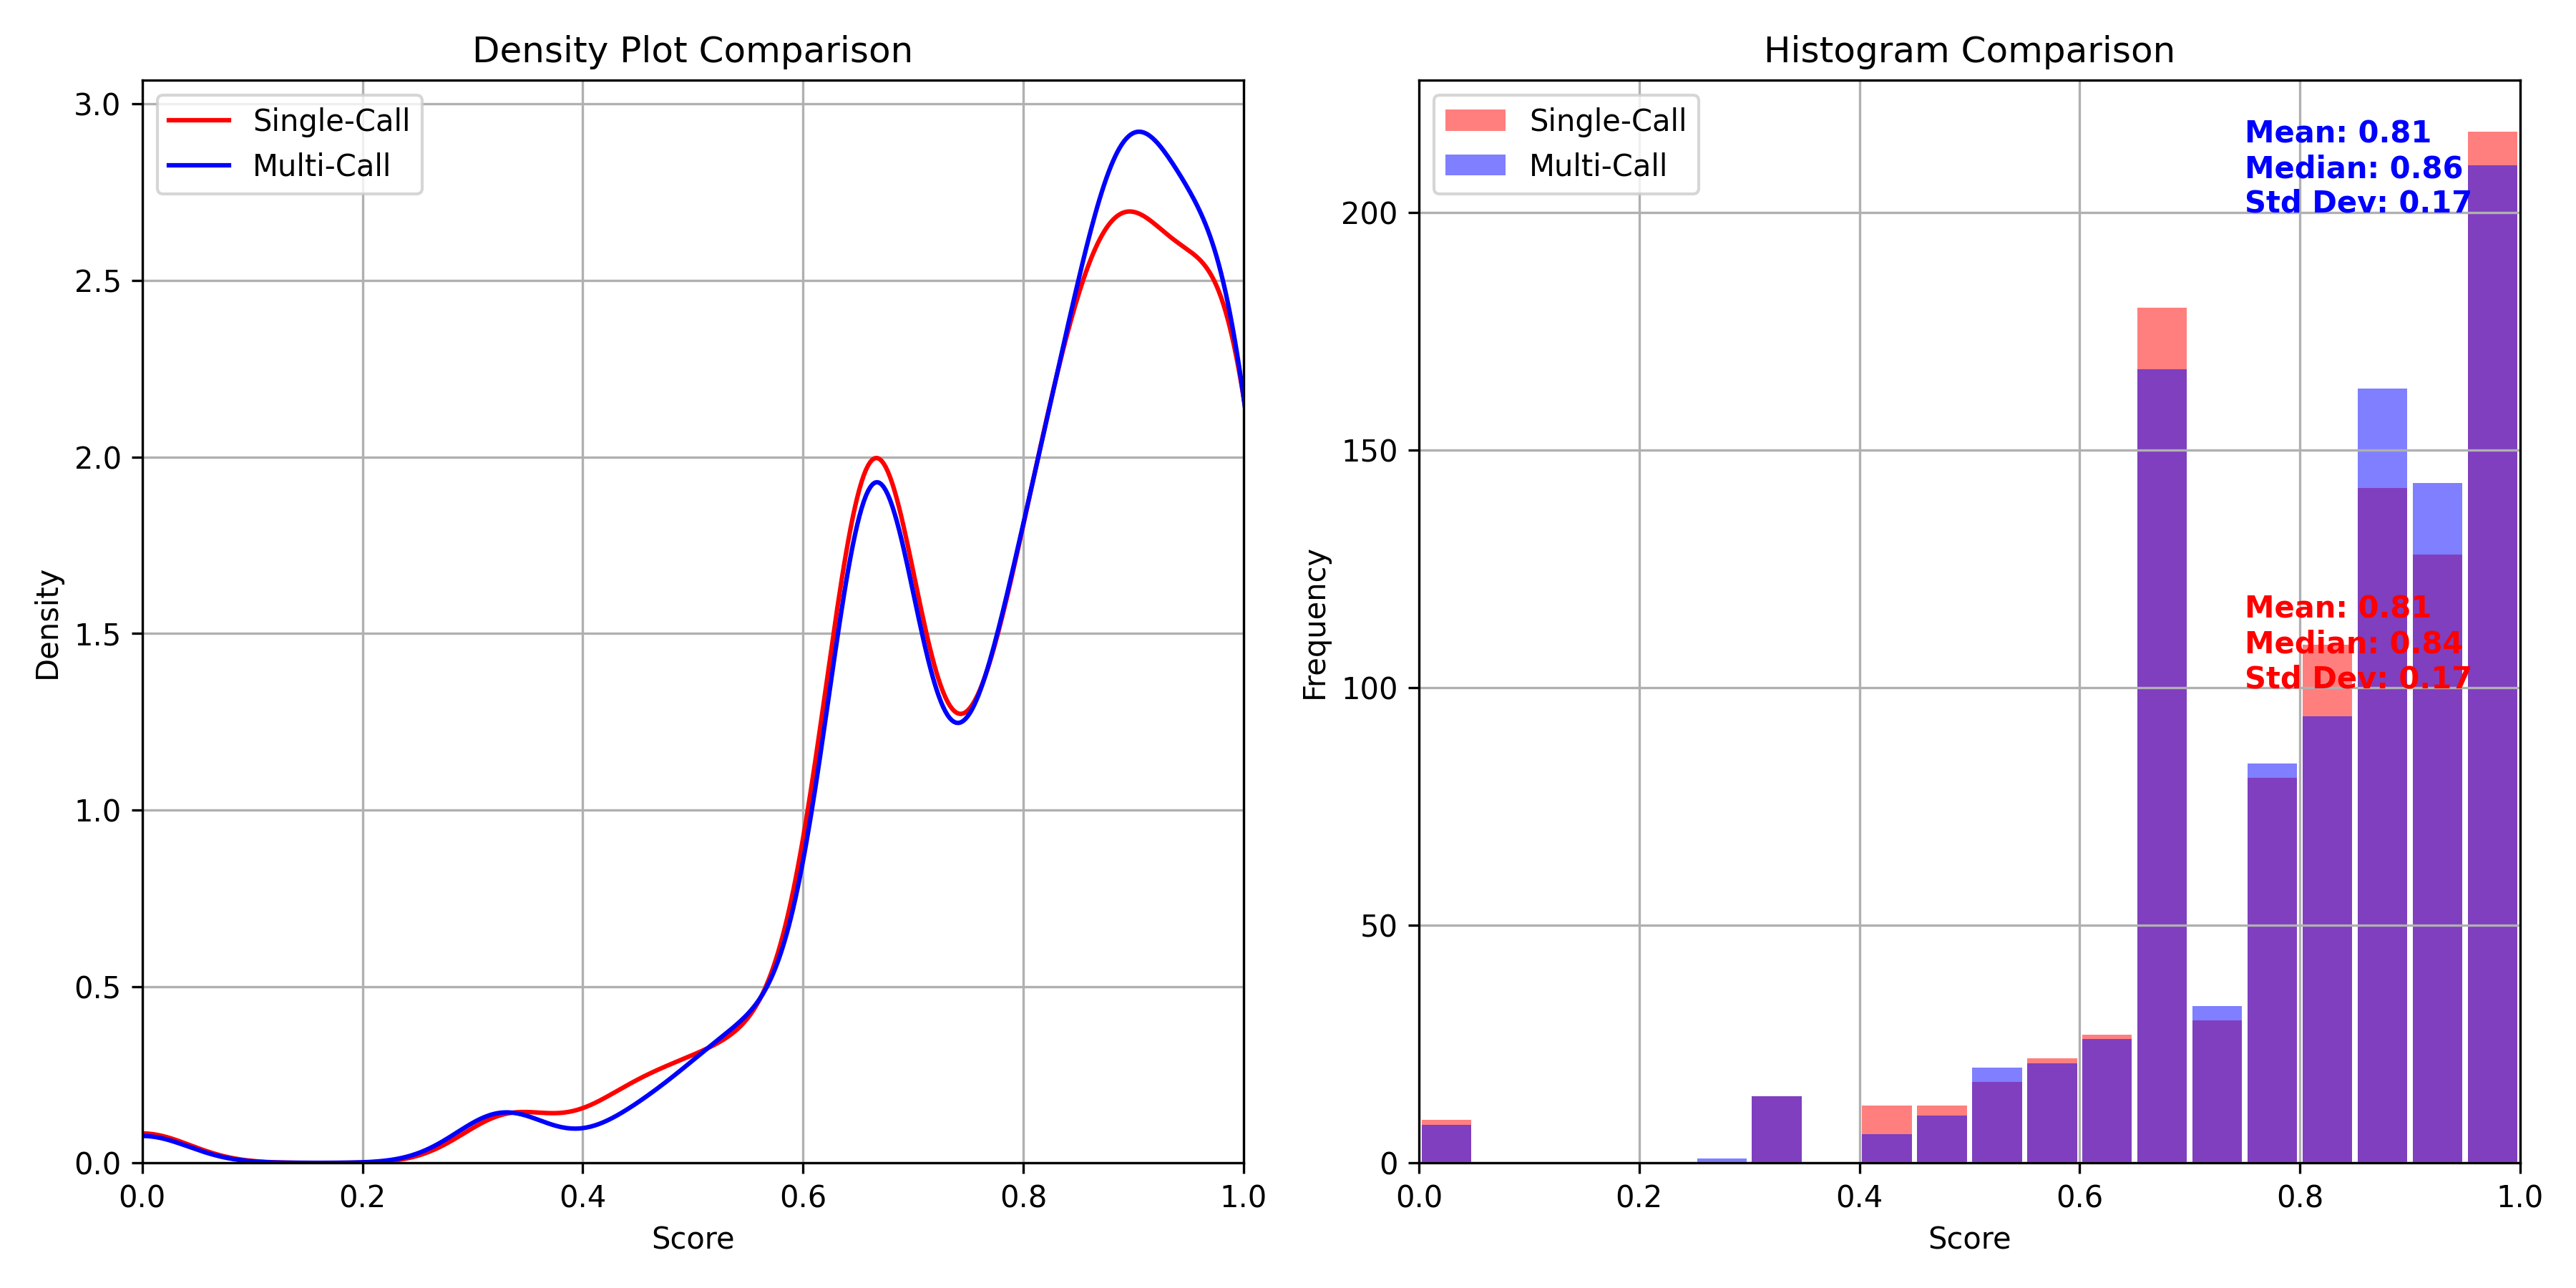 Density Plot Comparison
Single-Call
Multi-Call
3.0
2.5
2.0
1.5
1.0
0.5
0.0
Density
0.0 0.2 0.4 0.6 0.8 1.0
Score
Histogram Comparison
Single-Call
Multi-Call
Mean: 0.81
Median: 0.86
Std Dev: 0.17
Mean: 0.81
Median: 0.84
Std Dev: 0.17
200
150
100
50
0
Frequency
0.0 0.2 0.4 0.6 0.8 1.0
Score